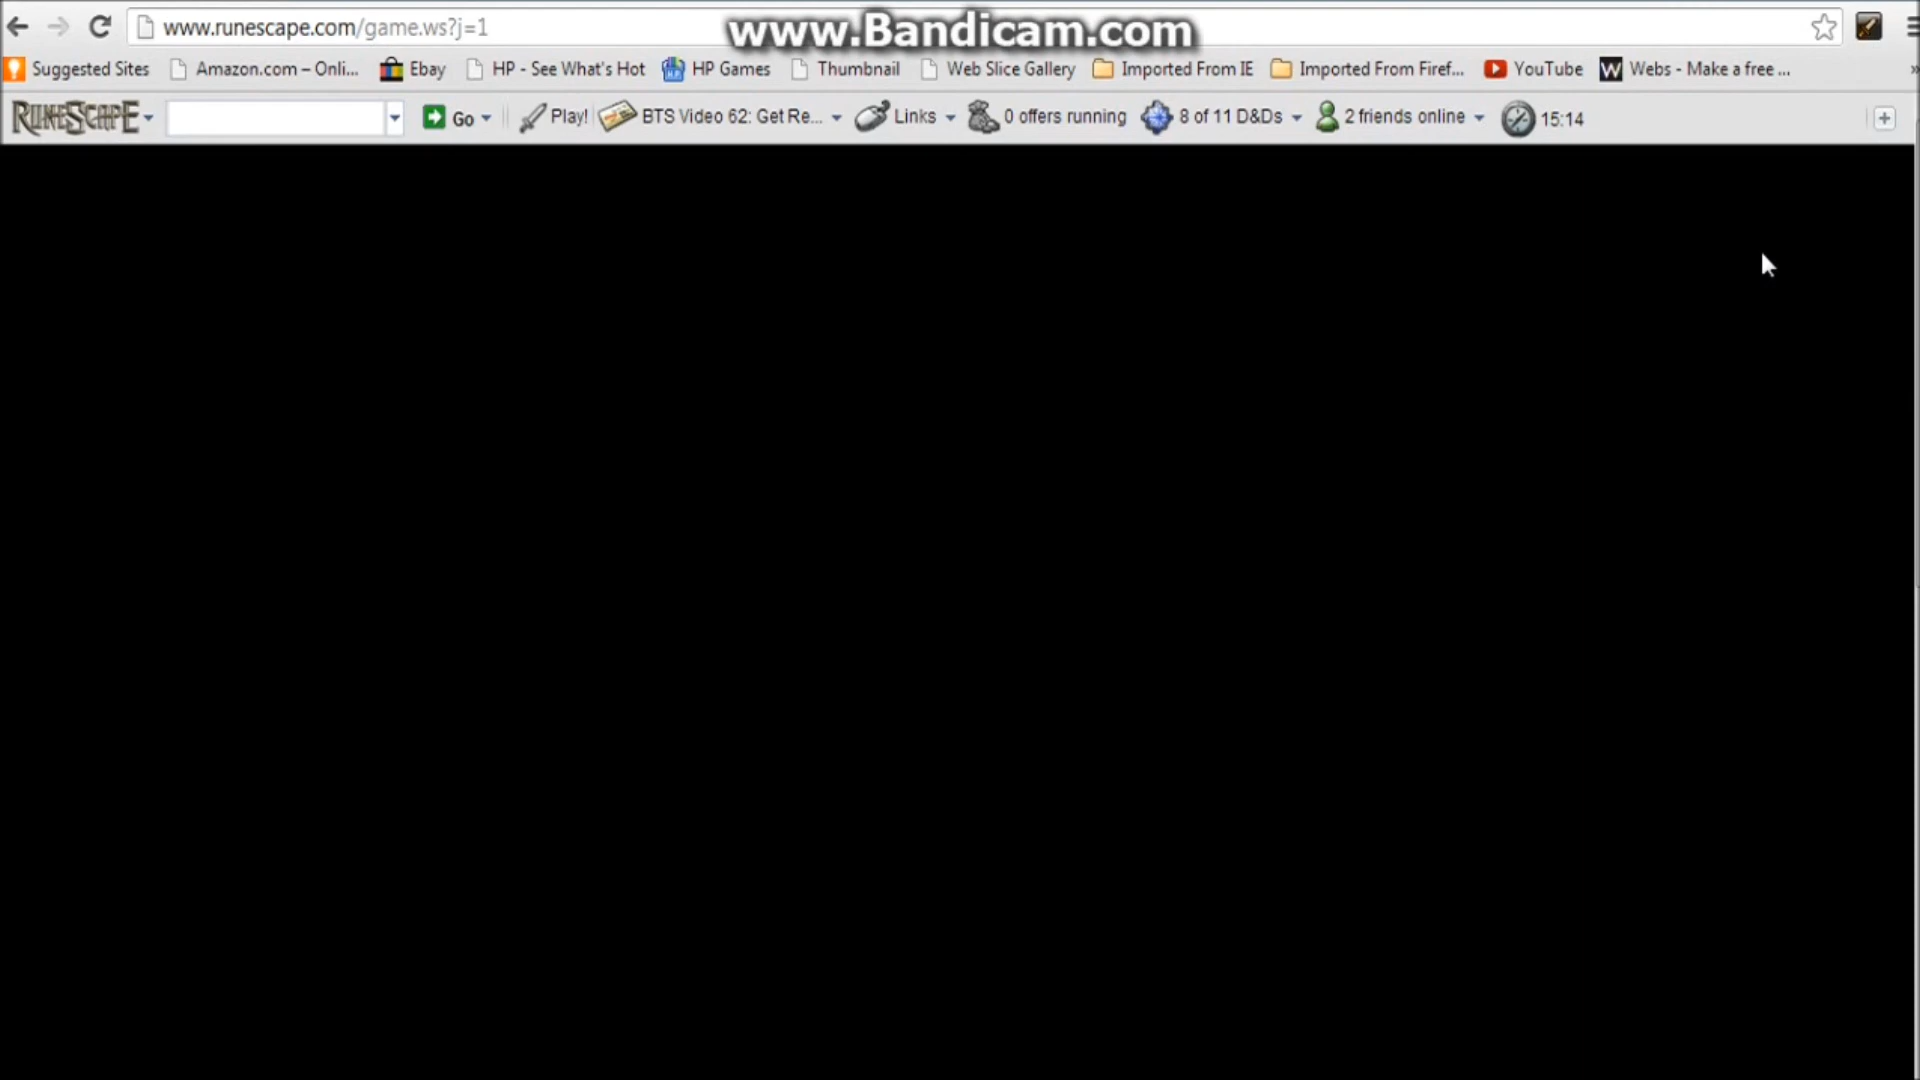 www.runescape.com/game.ws?j=1
www.Bandicam.com
Suggested Sites Amazon.com – Onli... Ebay HP - See What's Hot HP Games Thumbnail Web Slice Gallery Imported From IE Imported From Firef... YouTube Webs - Make a free ...
RUNESCAPE Go Play! BTS Video 62: Get Re... Links 0 offers running 8 of 11 D&Ds 2 friends online 15:14